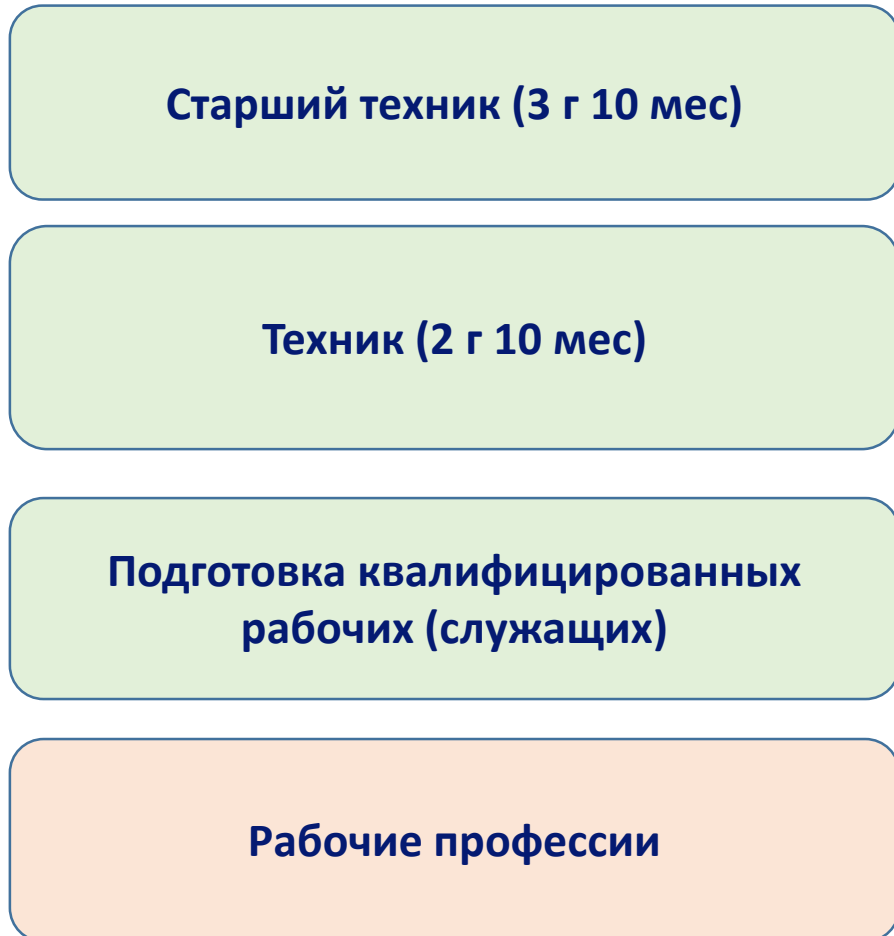 Старший техник (3 г 10 мес)
Техник (2 г 10 мес)
Подготовка квалифицированных
рабочих (служащих)
Рабочие профессии